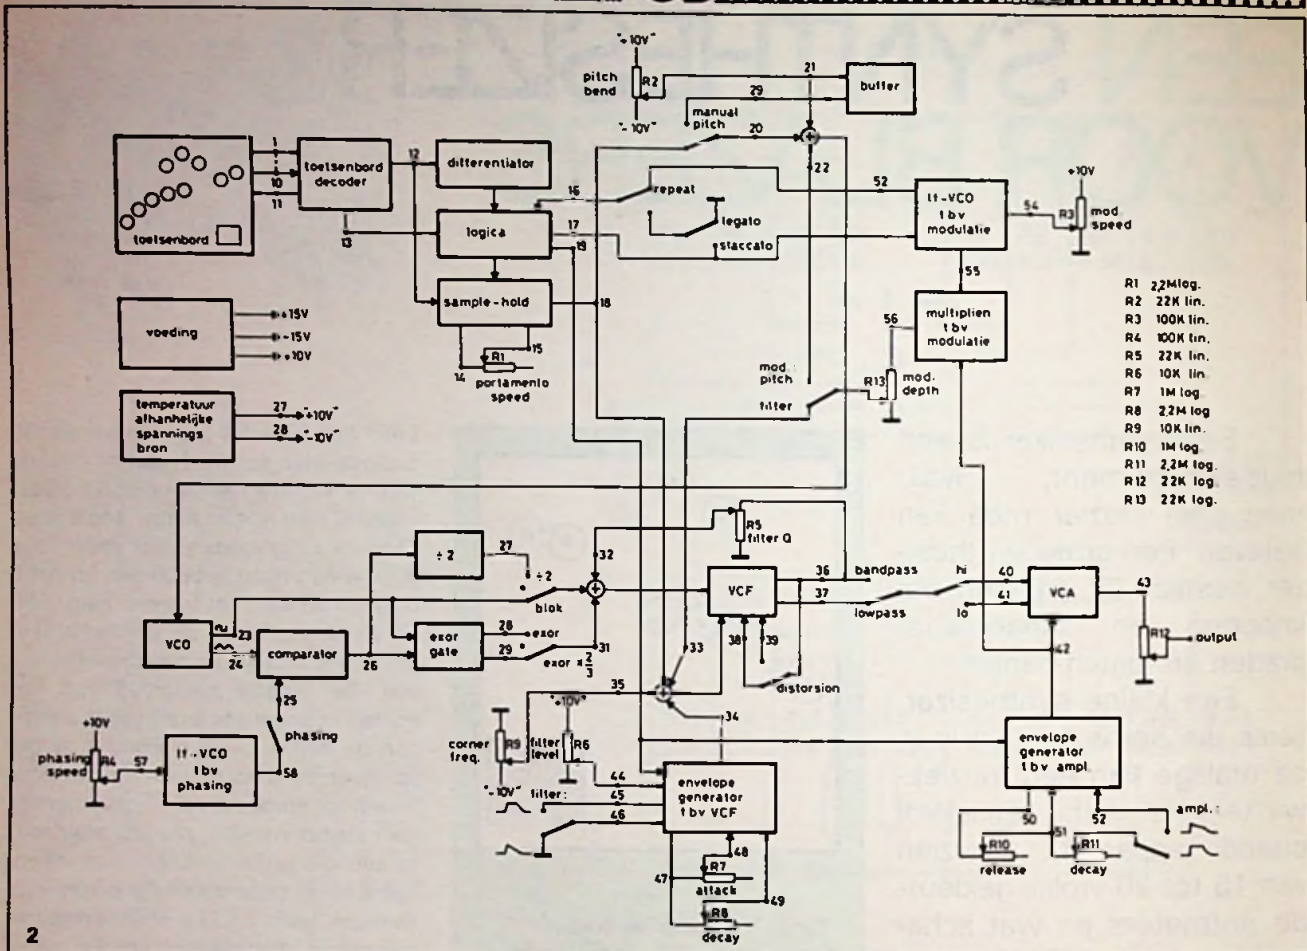 "+10V"
pitch
bend
R2
"-10V"
21
29
buffer
manual
pitch
20
22
toetsenbord
10
11
toetsenbord
decoder
12
13
differentiator
logica
sample-hold
16
17
19
18
repeat
legato
staccato
52
lf-VCO
t b v
modulatie
54
+10V
R3
mod.
speed
55
multiplier
t b v
modulatie
56
14
R1
15
portamento
speed
mod.
pitch
filter
R13
mod.
depth
voeding
+15V
-15V
+10V
temperatuur
afhankelijke
spannings
bron
27
"+10V"
28
"-10V"
R1 2,2M log.
R2 22K lin.
R3 100K lin.
R4 100K lin.
R5 22K lin.
R6 10K lin.
R7 1M log
R8 2,2M log
R9 10K lin.
R10 1M log.
R11 2,2M log.
R12 22K log.
R13 22K log.
÷2
27
÷2
blok
32
R5
filter Q
VCO
23
24
comparator
26
exor
gate
28
exor
29
exor x 2/3
31
VCF
36
bandpass
37
lowpass
38
39
distorsion
hi
lo
40
41
VCA
43
R12
output
42
25
phasing
58
+10V
phasing
speed
R4
57
lf-VCO
t b v
phasing
35
33
34
corner
freq.
R9
"-10V"
"+10V"
filter
level
R6
filter:
44
45
46
envelope
generator
t b v VCF
47
48
R7
attack
49
R8
decay
envelope
generator
t b v ampl.
50
51
52
R10
release
R11
decay
ampl.:
2